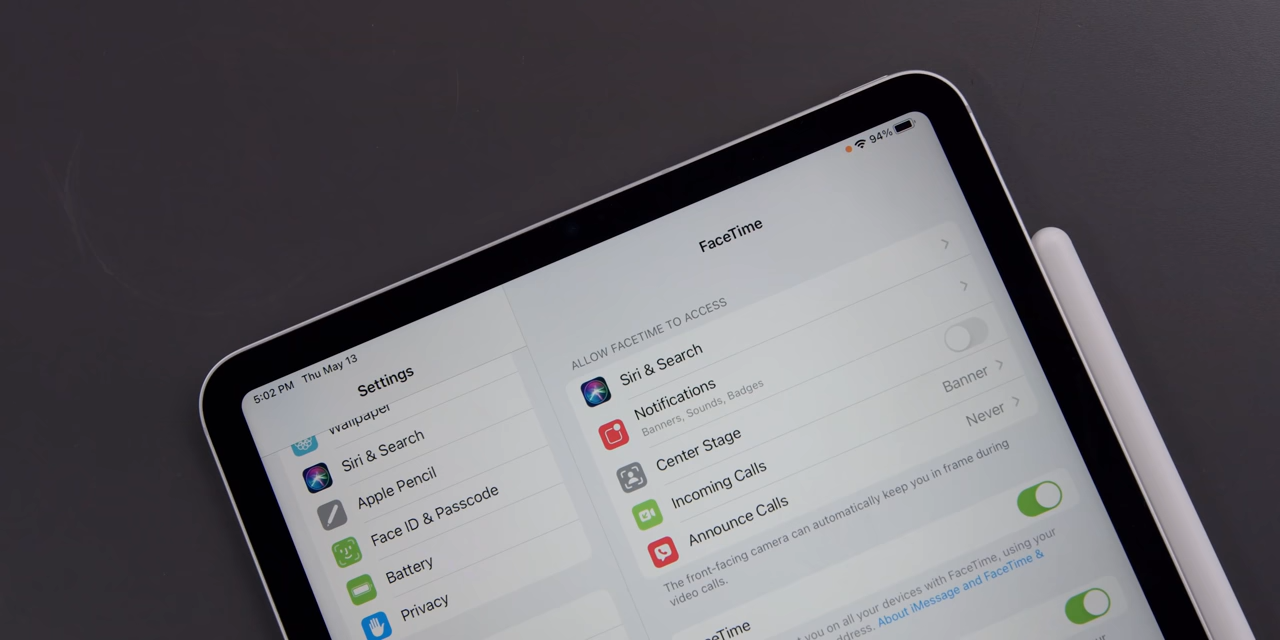 5:02 PM Thu May 13
94%
Settings
Wallpaper
Siri & Search
Apple Pencil
Face ID & Passcode
Battery
Privacy
FaceTime
ALLOW FACETIME TO ACCESS
Siri & Search
Notifications
Banners, Sounds, Badges
Center Stage
Incoming Calls Banner
Announce Calls Never
The front-facing camera can automatically keep you in frame during
video calls.
you on all your devices with FaceTime, using your
About iMessage and FaceTime &